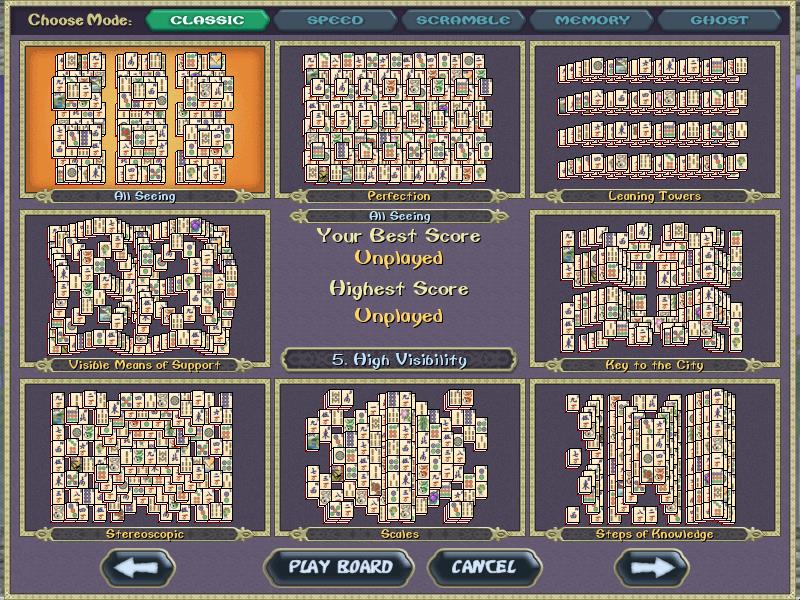 Choose Mode: CLASSIC SPEED SCRAMBLE MEMORY GHOST
All Seeing Perfection Leaning Towers
All Seeing
Your Best Score
Unplayed
Highest Score
Unplayed
5. High Visibility
Visible Means of Support Key to the City
Stereoscopic Scales Steps of Knowledge
PLAY BOARD CANCEL